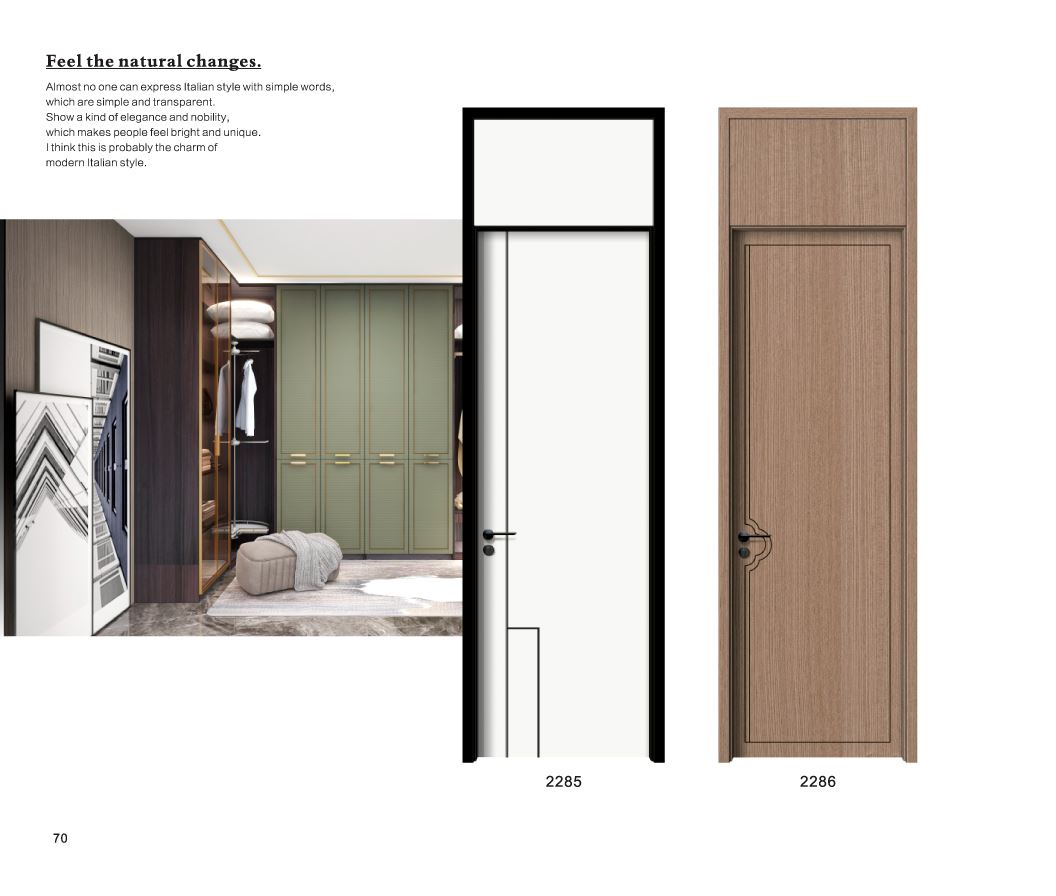 Feel the natural changes.
Almost no one can express Italian style with simple words,
which are simple and transparent.
Show a kind of elegance and nobility,
which makes people feel bright and unique.
I think this is probably the charm of
modern Italian style.
2285
2286
70